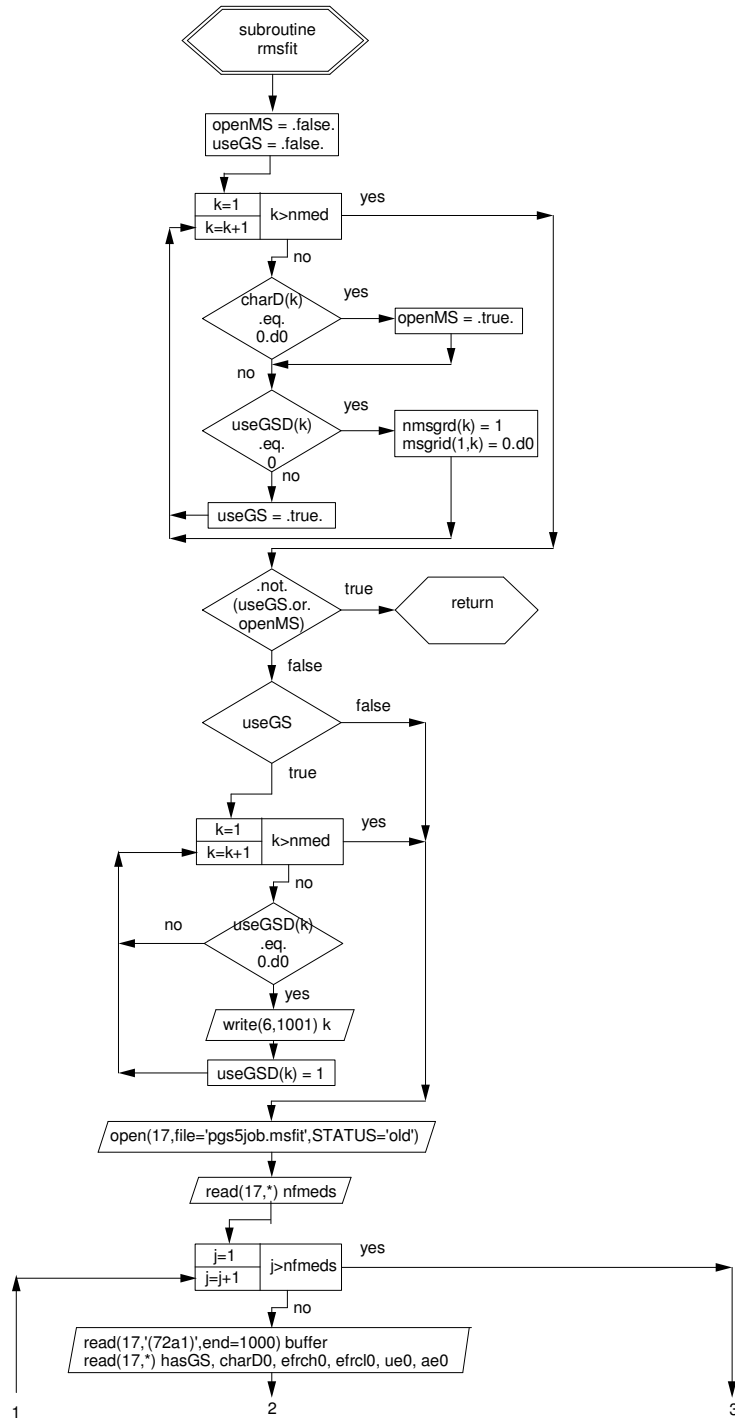 subroutine
rmsfit
openMS = .false.
useGS = .false.
k=1
k=k+1
k>nmed
yes
no
charD(k)
.eq.
0.d0
yes
openMS = .true.
no
useGSD(k)
.eq.
0
yes
nmsgrd(k) = 1
msgrid(1,k) = 0.d0
no
useGS = .true.
.not.
(useGS.or.
openMS)
true
return
false
useGS
false
true
k=1
k=k+1
k>nmed
yes
no
useGSD(k)
.eq.
0.d0
no
yes
write(6,1001) k
useGSD(k) = 1
open(17,file='pgs5job.msfit',STATUS='old')
read(17,*) nfmeds
j=1
j=j+1
j>nfmeds
yes
no
read(17,'(72a1)',end=1000) buffer
read(17,*) hasGS, charD0, efrch0, efrcl0, ue0, ae0
1
2
3